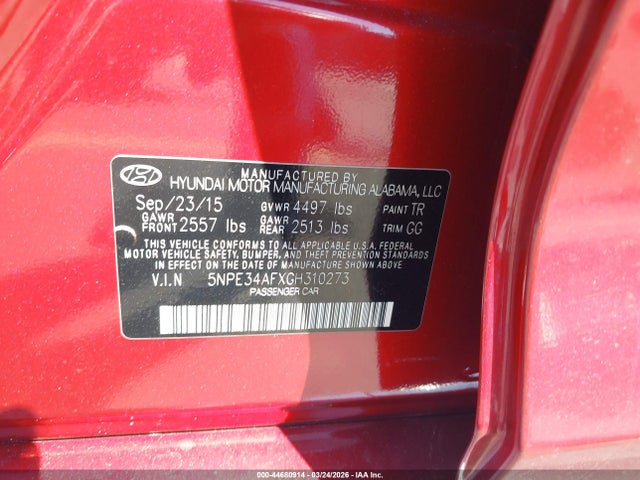 MANUFACTURED BY
HYUNDAI MOTOR MANUFACTURING ALABAMA, LLC
Sep/23/15 GVWR 4497 lbs PAINT TR
GAWR FRONT 2557 lbs GAWR REAR 2513 lbs TRIM GG
THIS VEHICLE CONFORMS TO ALL APPLICABLE U.S.A. FEDERAL
MOTOR VEHICLE SAFETY, BUMPER, AND THEFT PREVENTION STANDARDS
IN EFFECT ON THE DATE OF MANUFACTURE SHOWN ABOVE.
V.I.N 5NPE34AFXGH310273
PASSENGER CAR
000-44680914 - 03/24/2026 - IAA, Inc. Copyright